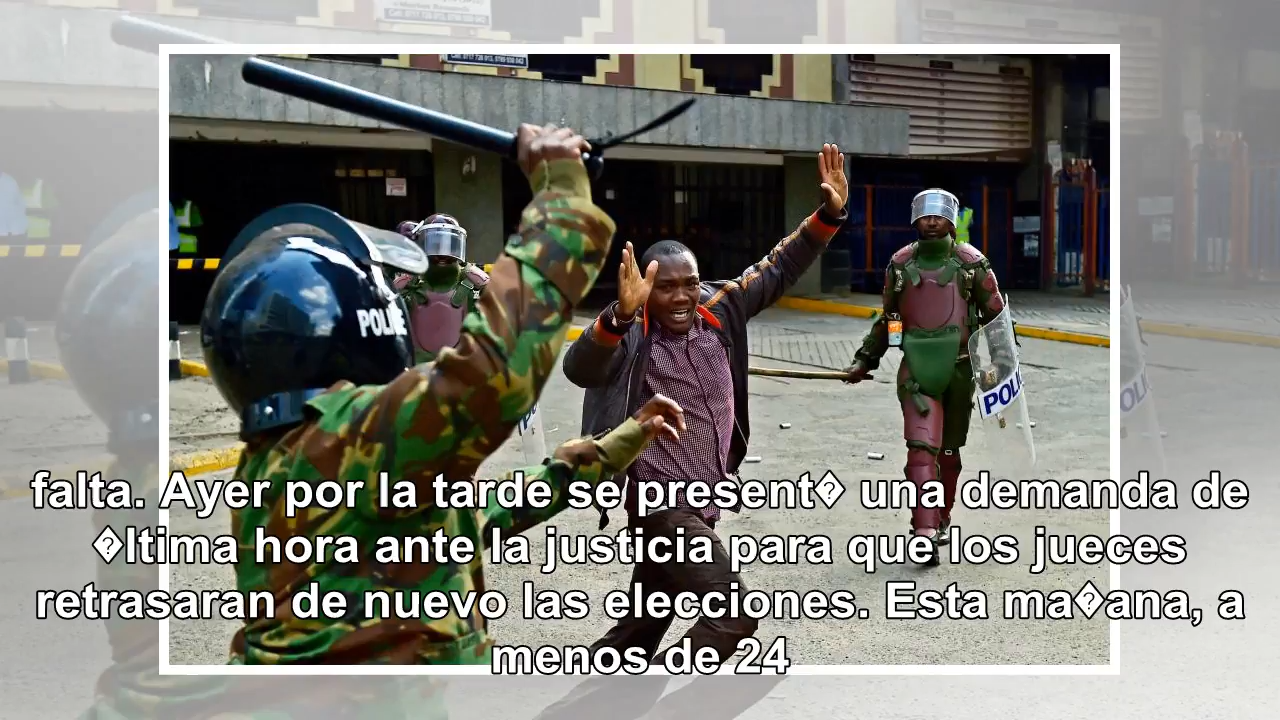 POLICE
POLI
falta. Ayer por la tarde se present� una demanda de
�ltima hora ante la justicia para que los jueces
retrasaran de nuevo las elecciones. Esta ma�ana, a
menos de 24